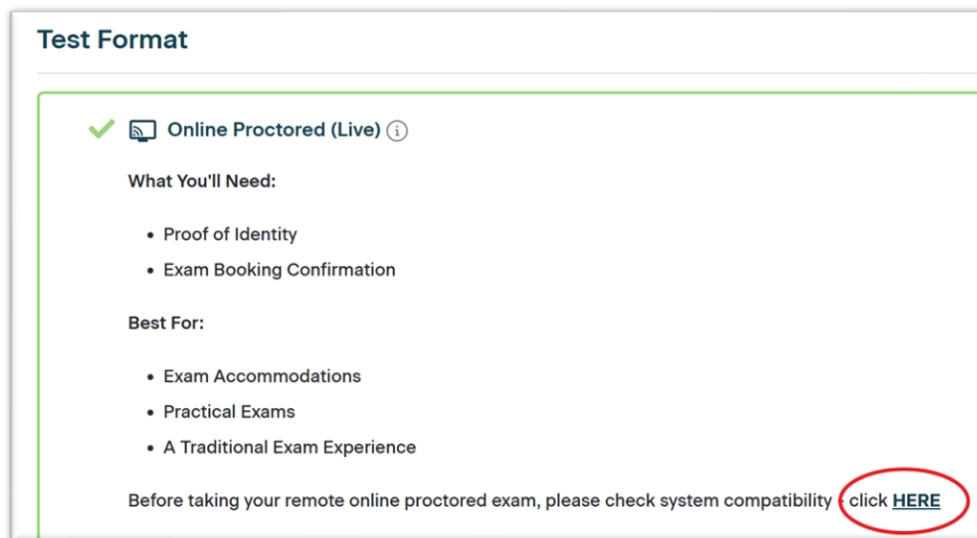 Test Format
Online Proctored (Live)
What You'll Need:
• Proof of Identity
• Exam Booking Confirmation
Best For:
• Exam Accommodations
• Practical Exams
• A Traditional Exam Experience
Before taking your remote online proctored exam, please check system compatibility - click HERE